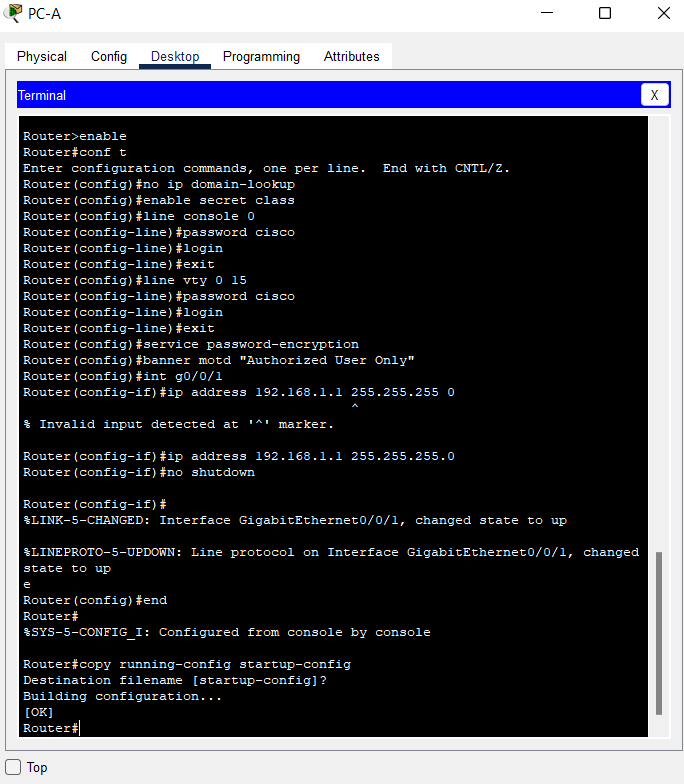 PC-A
Physical Config Desktop Programming Attributes
Terminal X
Router>enable
Router#conf t
Enter configuration commands, one per line.  End with CNTL/Z.
Router(config)#no ip domain-lookup
Router(config)#enable secret class
Router(config)#line console 0
Router(config-line)#password cisco
Router(config-line)#login
Router(config-line)#exit
Router(config)#line vty 0 15
Router(config-line)#password cisco
Router(config-line)#login
Router(config-line)#exit
Router(config)#service password-encryption
Router(config)#banner motd "Authorized User Only"
Router(config)#int g0/0/1
Router(config-if)#ip address 192.168.1.1 255.255.255 0
^
% Invalid input detected at '^' marker.
Router(config-if)#ip address 192.168.1.1 255.255.255.0
Router(config-if)#no shutdown
Router(config-if)#
%LINK-5-CHANGED: Interface GigabitEthernet0/0/1, changed state to up
%LINEPROTO-5-UPDOWN: Line protocol on Interface GigabitEthernet0/0/1, changed
state to up
e
Router(config)#end
Router#
%SYS-5-CONFIG_I: Configured from console by console
Router#copy running-config startup-config
Destination filename [startup-config]?
Building configuration...
[OK]
Router#
Top